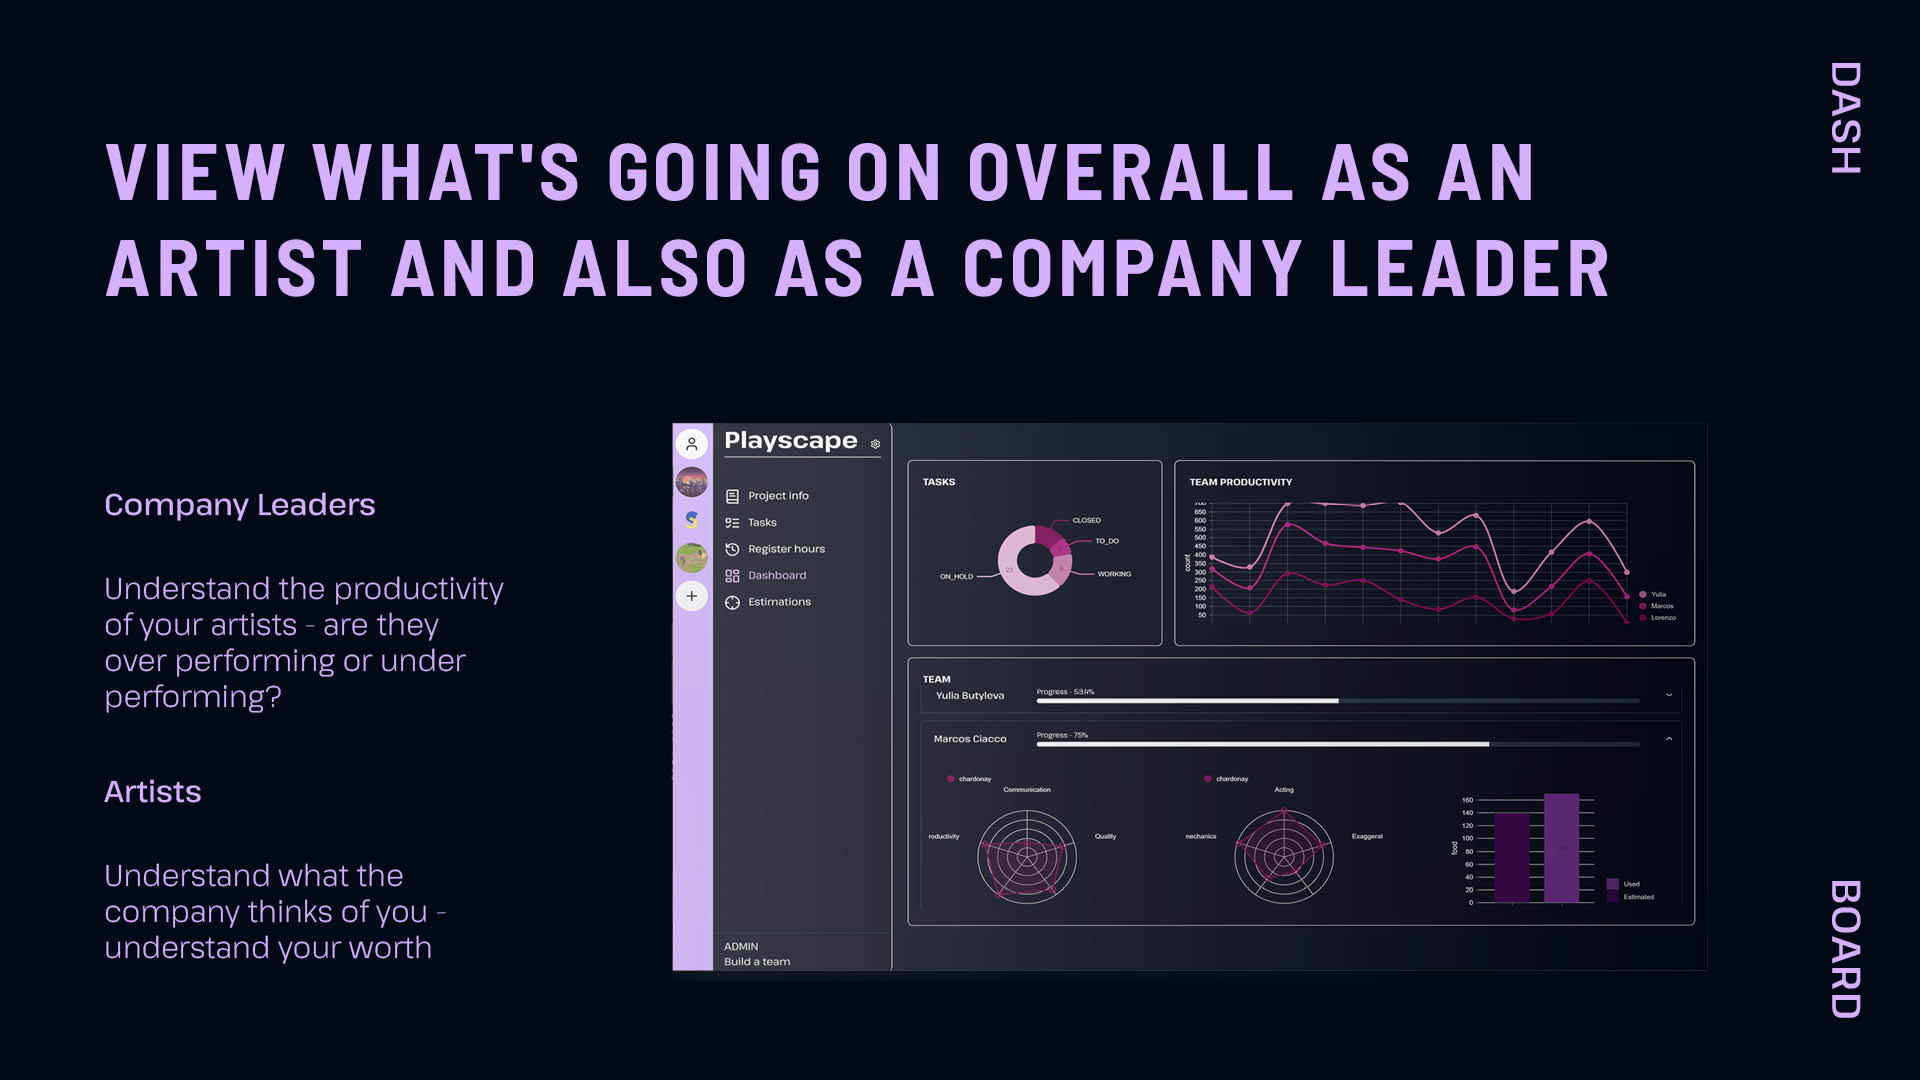 DASH
VIEW WHAT'S GOING ON OVERALL AS AN
ARTIST AND ALSO AS A COMPANY LEADER
Company Leaders
Understand the productivity
of your artists - are they
over performing or under
performing?
Artists
Understand what the
company thinks of you -
understand your worth
Playscape
Project info
Tasks
Register hours
Dashboard
Estimations
ADMIN
Build a team
TASKS
CLOSED
TO_DO
WORKING
ON_HOLD
23
TEAM PRODUCTIVITY
count
700
650
600
550
500
450
400
350
300
250
200
150
100
50
Yulia
Marcos
Lorenzo
TEAM
Yulia Butyleva
Progress - 53.4%
Marcos Ciacco
Progress - 75%
chardonay
Communication
roductivity
Quality
chardonay
Acting
nechanics
Exaggerat
food
160
140
120
100
80
60
40
20
0
Used
Estimated
BOARD